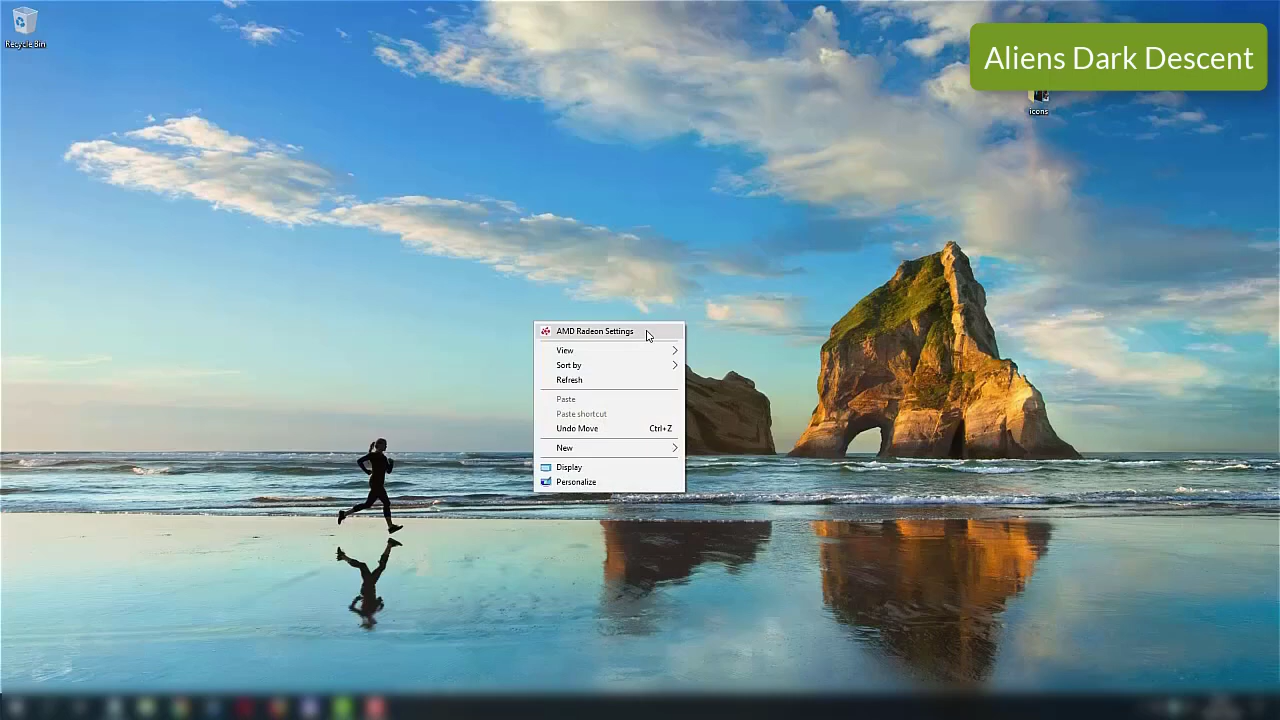 Recycle Bin
Aliens Dark Descent
icons
AMD Radeon Settings
View
Sort by
Refresh
Paste
Paste shortcut
Undo Move Ctrl+Z
New
Display
Personalize